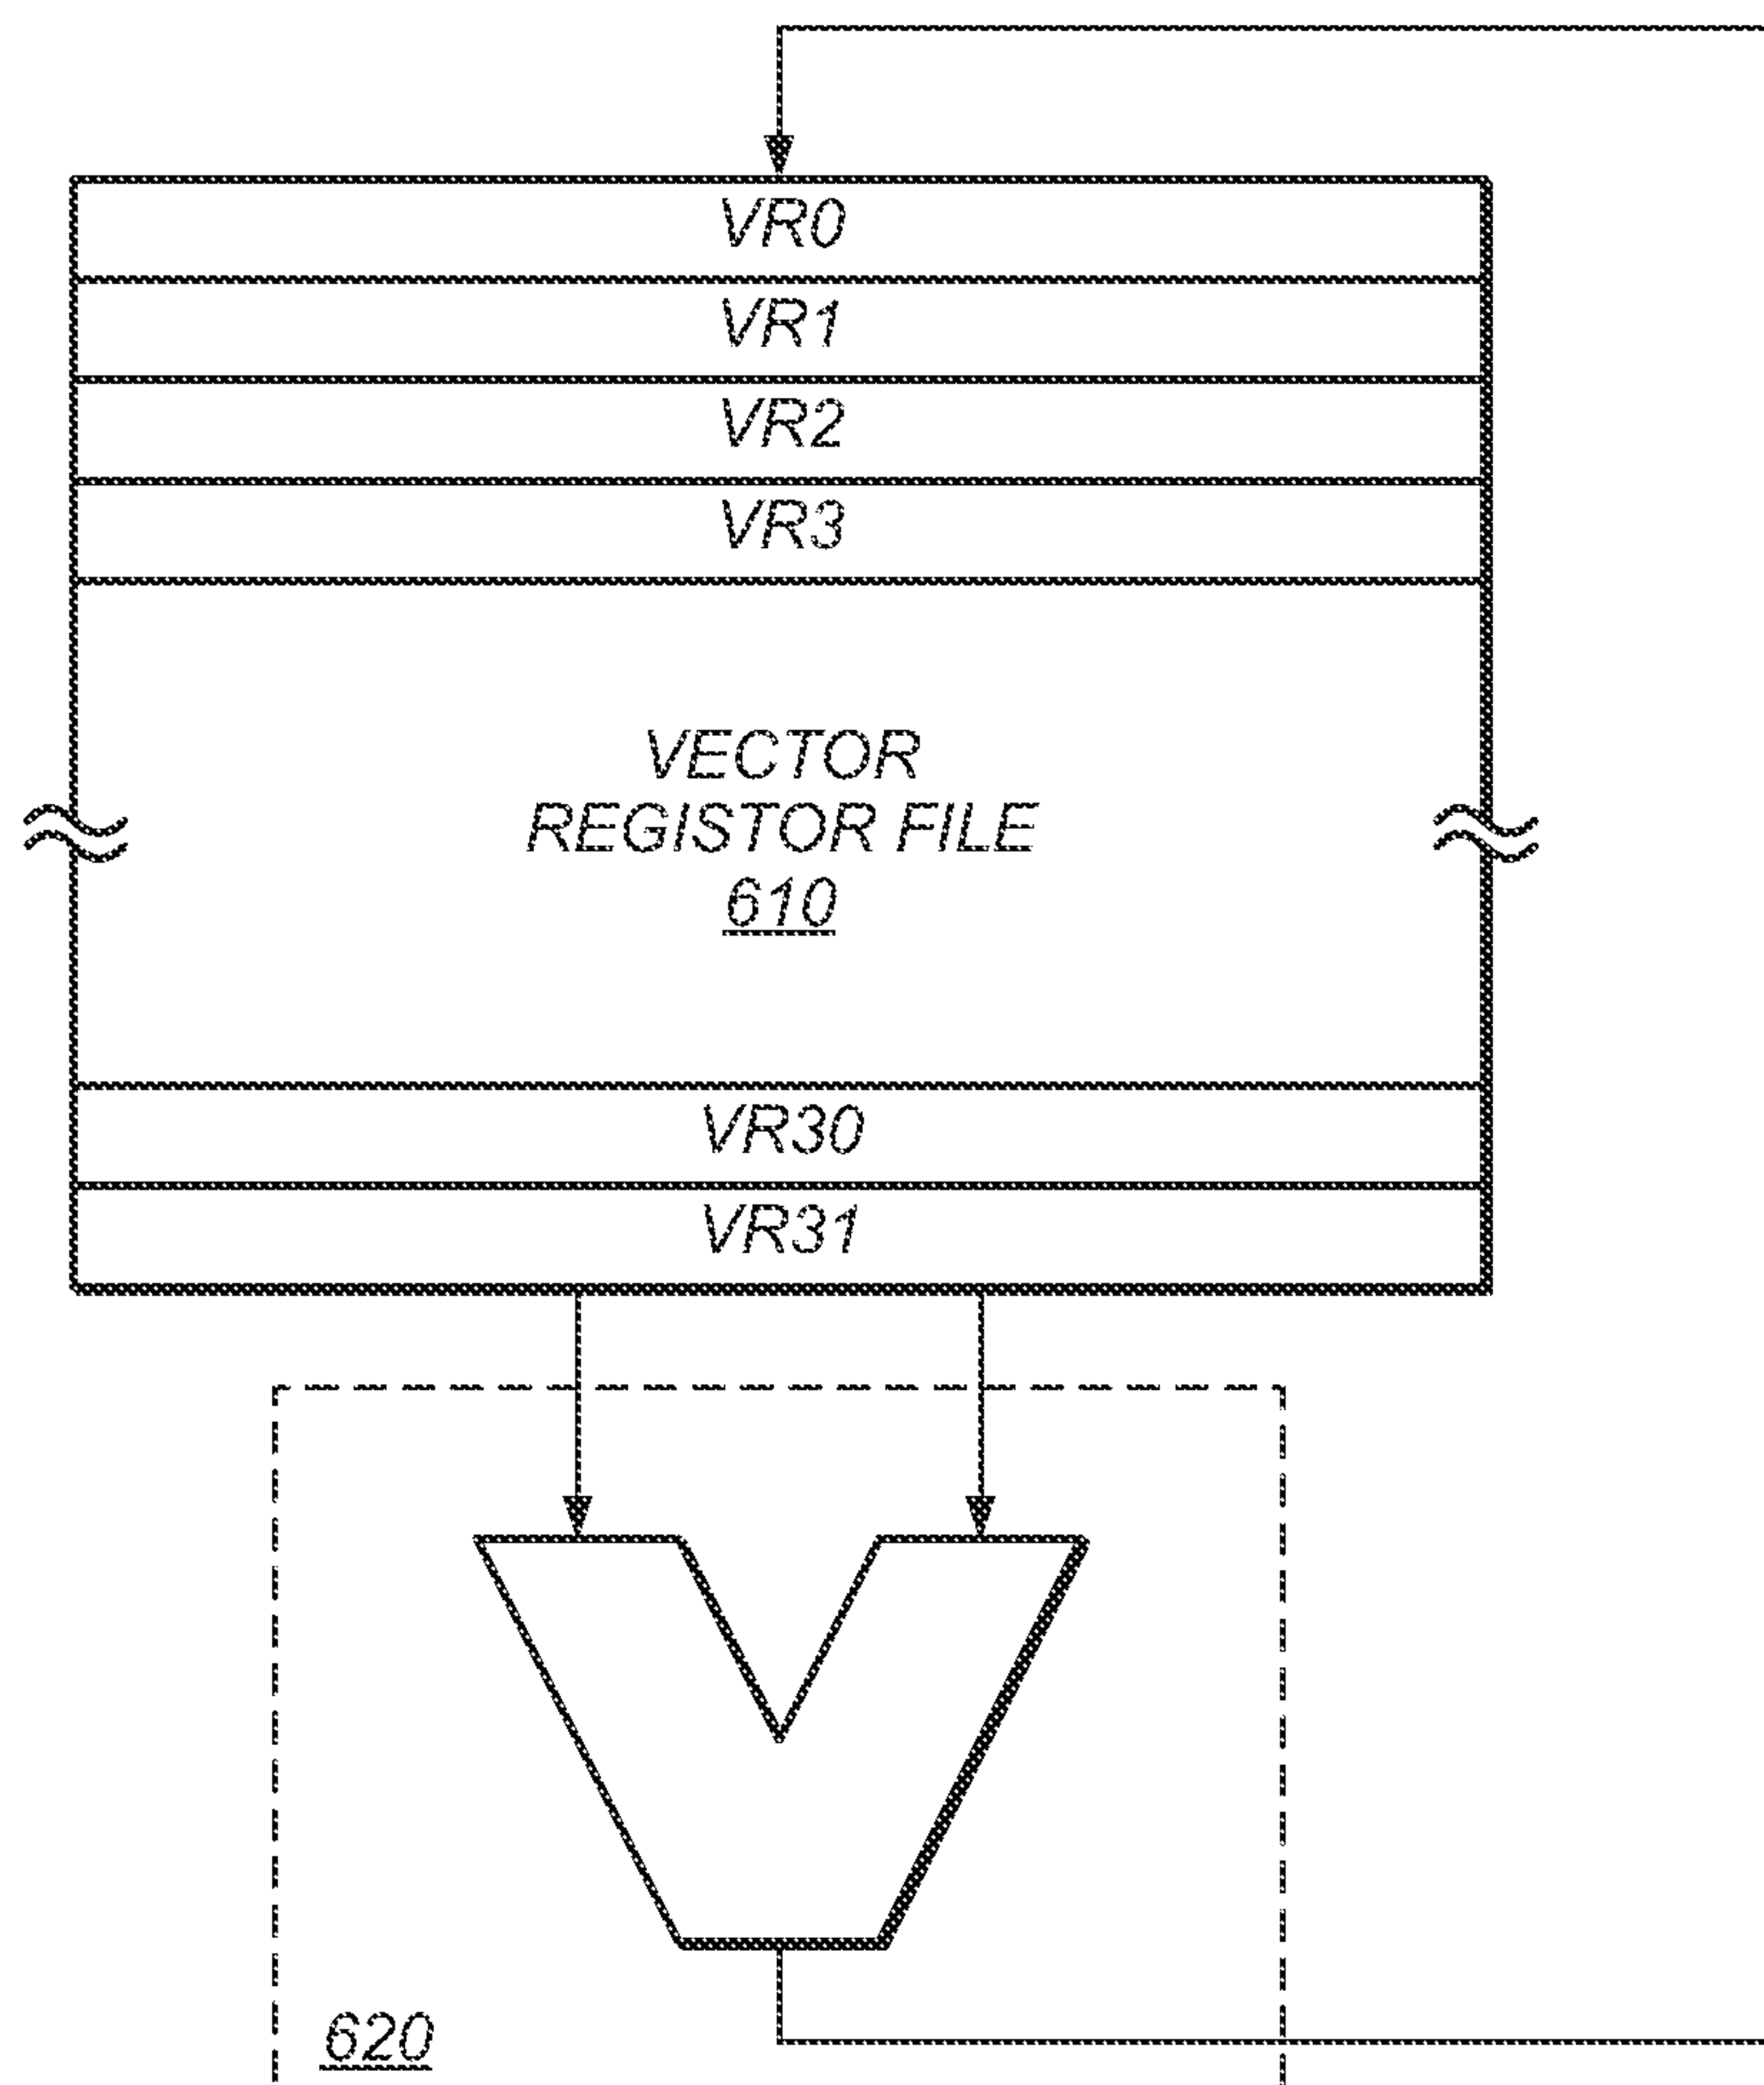 VR0
VR1
VR2
VR3
VECTOR
REGISTOR FILE
610
VR30
VR31
620